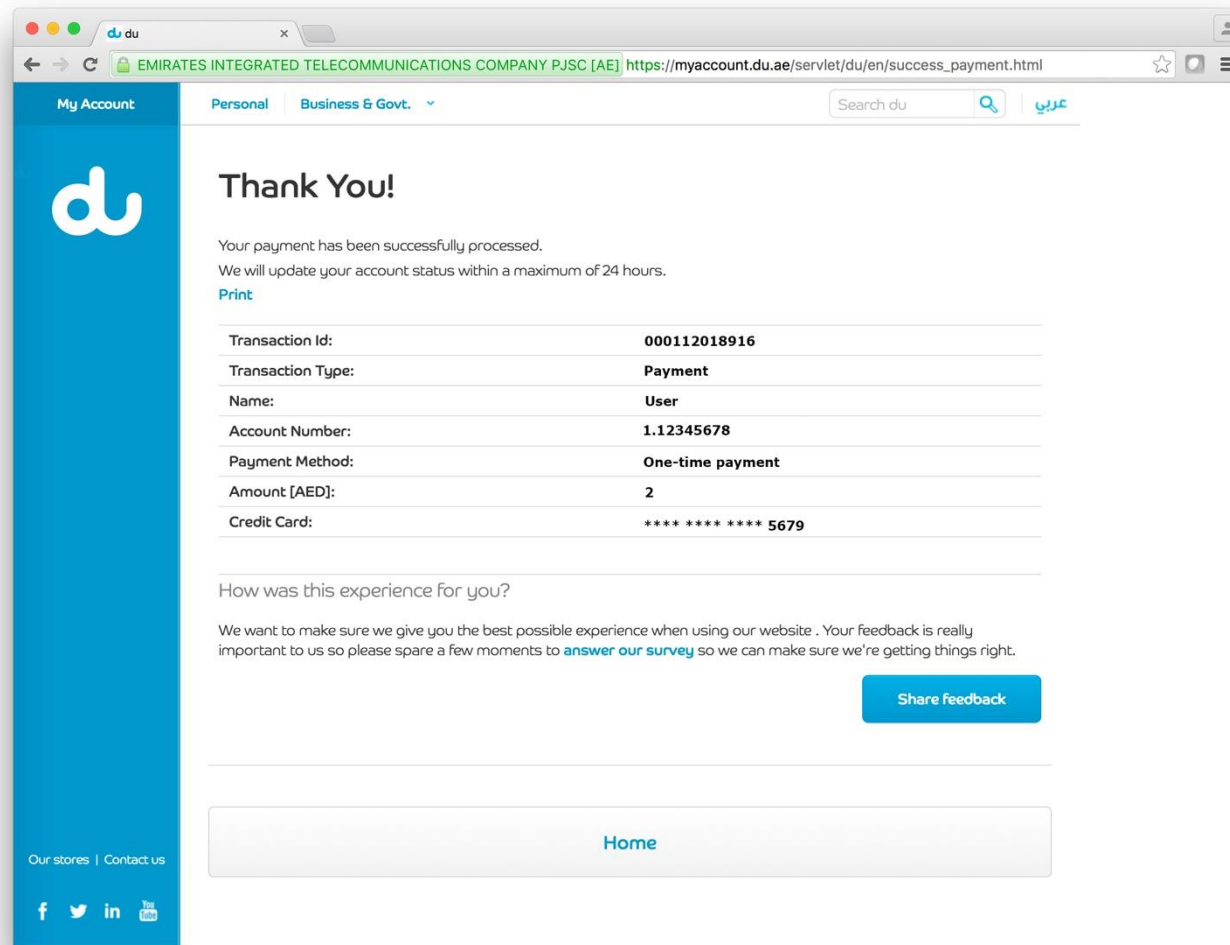 du du
EMIRATES INTEGRATED TELECOMMUNICATIONS COMPANY PJSC [AE] https://myaccount.du.ae/servlet/du/en/success_payment.html
My Account Personal Business & Govt. Search du عربي
du
Thank You!
Your payment has been successfully processed.
We will update your account status within a maximum of 24 hours.
Print
Transaction Id: 000112018916
Transaction Type: Payment
Name: User
Account Number: 1.12345678
Payment Method: One-time payment
Amount [AED]: 2
Credit Card: **** **** **** 5679
How was this experience for you?
We want to make sure we give you the best possible experience when using our website . Your feedback is really
important to us so please spare a few moments to answer our survey so we can make sure we're getting things right.
Share feedback
Home
Our stores | Contact us
f in You Tube